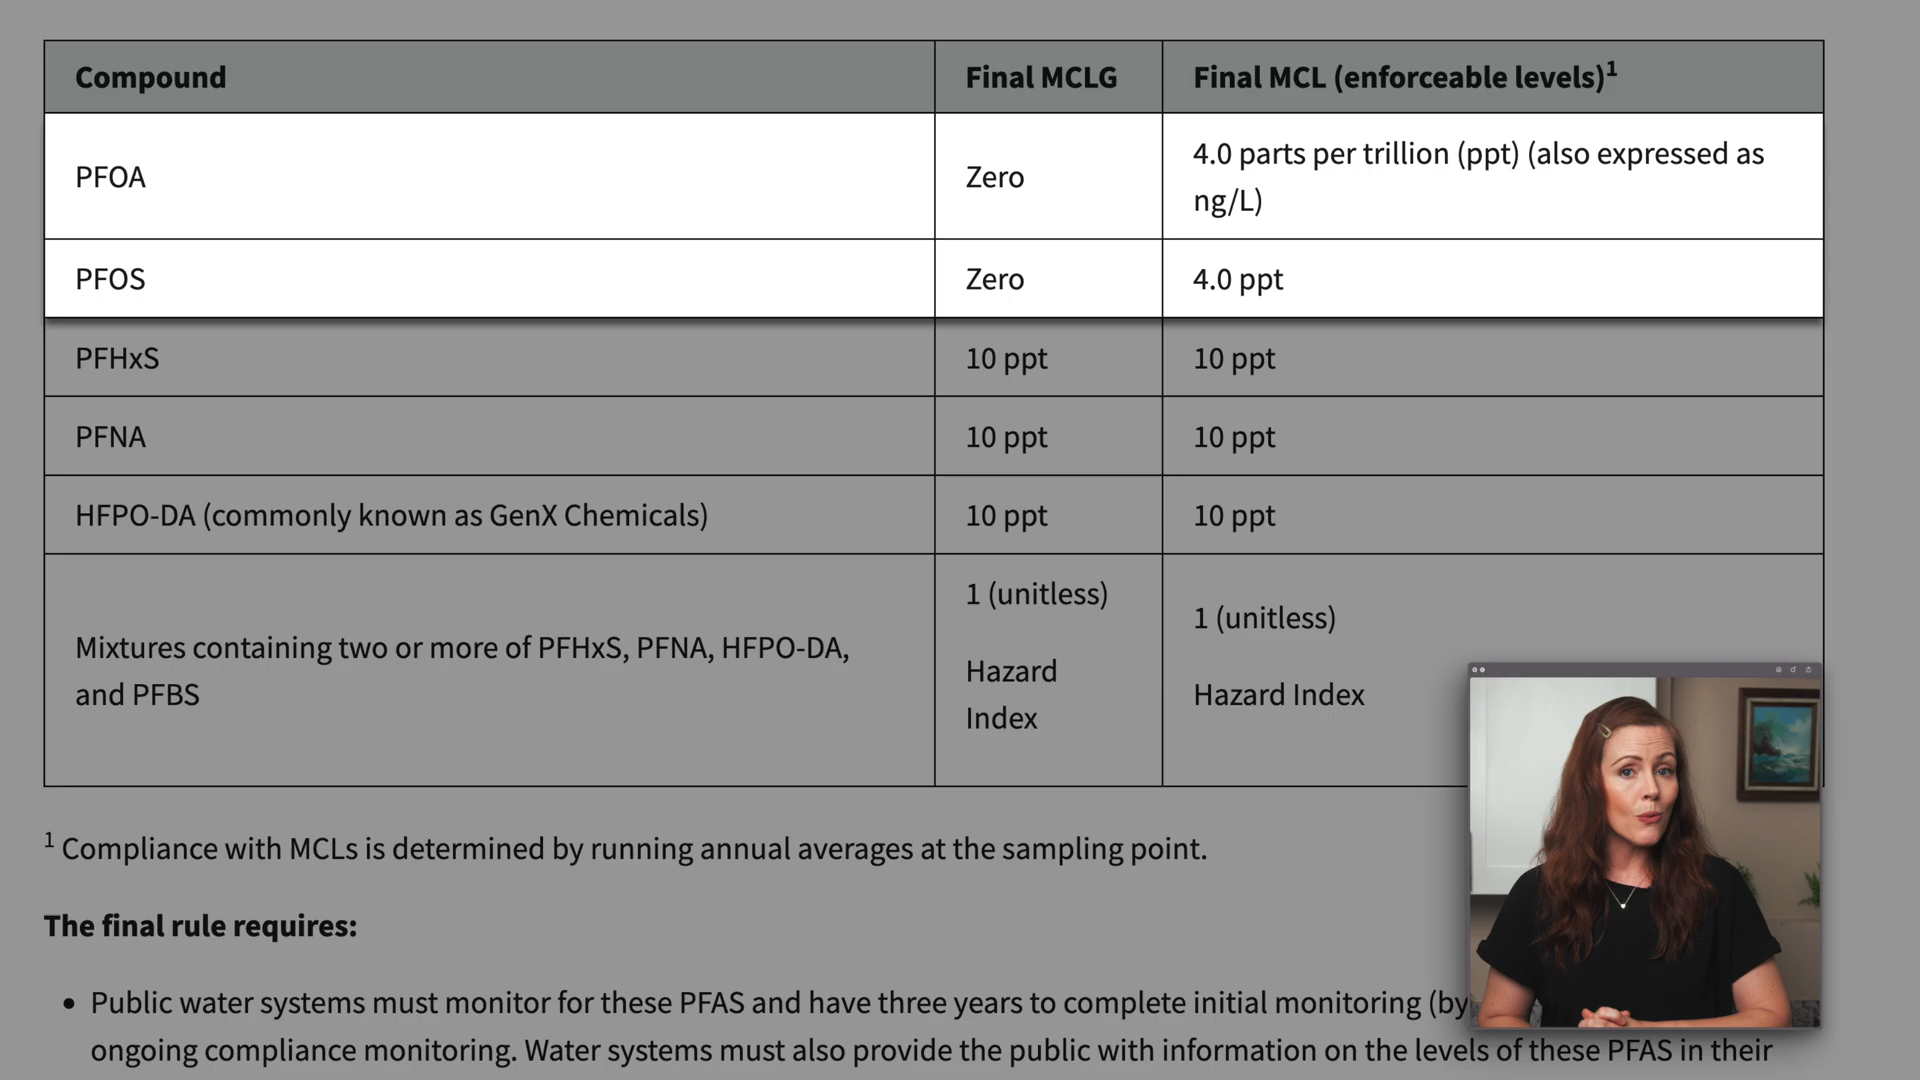 Compound Final MCLG Final MCL (enforceable levels)¹
PFOA Zero 4.0 parts per trillion (ppt) (also expressed as
ng/L)
PFOS Zero 4.0 ppt
PFHxS 10 ppt 10 ppt
PFNA 10 ppt 10 ppt
HFPO-DA (commonly known as GenX Chemicals) 10 ppt 10 ppt
Mixtures containing two or more of PFHxS, PFNA, HFPO-DA,
and PFBS
1 (unitless)
Hazard
Index
1 (unitless)
Hazard Index
¹ Compliance with MCLs is determined by running annual averages at the sampling point.
The final rule requires:
• Public water systems must monitor for these PFAS and have three years to complete initial monitoring (by
ongoing compliance monitoring. Water systems must also provide the public with information on the levels of these PFAS in their